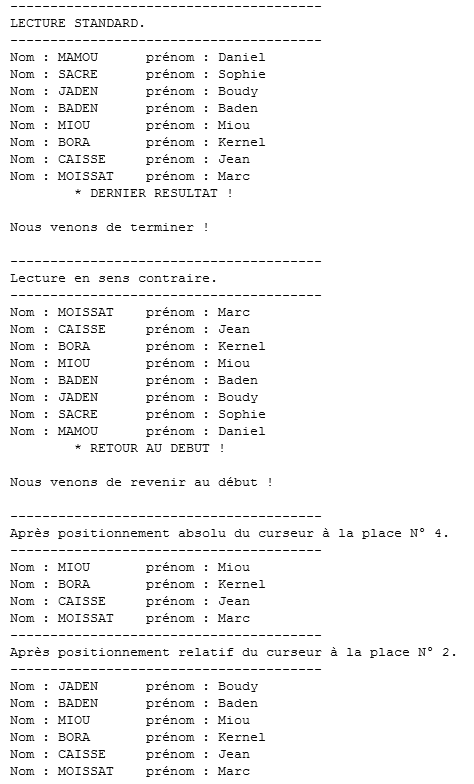 ---------------------------------------
LECTURE STANDARD.
---------------------------------------
Nom : MAMOU    prénom : Daniel
Nom : SACRE    prénom : Sophie
Nom : JADEN    prénom : Boudy
Nom : BADEN    prénom : Baden
Nom : MIOU     prénom : Miou
Nom : BORA     prénom : Kernel
Nom : CAISSE   prénom : Jean
Nom : MOISSAT  prénom : Marc
* DERNIER RESULTAT !
Nous venons de terminer !
---------------------------------------
Lecture en sens contraire.
---------------------------------------
Nom : MOISSAT  prénom : Marc
Nom : CAISSE   prénom : Jean
Nom : BORA     prénom : Kernel
Nom : MIOU     prénom : Miou
Nom : BADEN    prénom : Baden
Nom : JADEN    prénom : Boudy
Nom : SACRE    prénom : Sophie
Nom : MAMOU    prénom : Daniel
* RETOUR AU DEBUT !
Nous venons de revenir au début !
---------------------------------------
Après positionnement absolu du curseur à la place N° 4.
---------------------------------------
Nom : MIOU     prénom : Miou
Nom : BORA     prénom : Kernel
Nom : CAISSE   prénom : Jean
Nom : MOISSAT  prénom : Marc
---------------------------------------
Après positionnement relatif du curseur à la place N° 2.
---------------------------------------
Nom : JADEN    prénom : Boudy
Nom : BADEN    prénom : Baden
Nom : MIOU     prénom : Miou
Nom : BORA     prénom : Kernel
Nom : CAISSE   prénom : Jean
Nom : MOISSAT  prénom : Marc